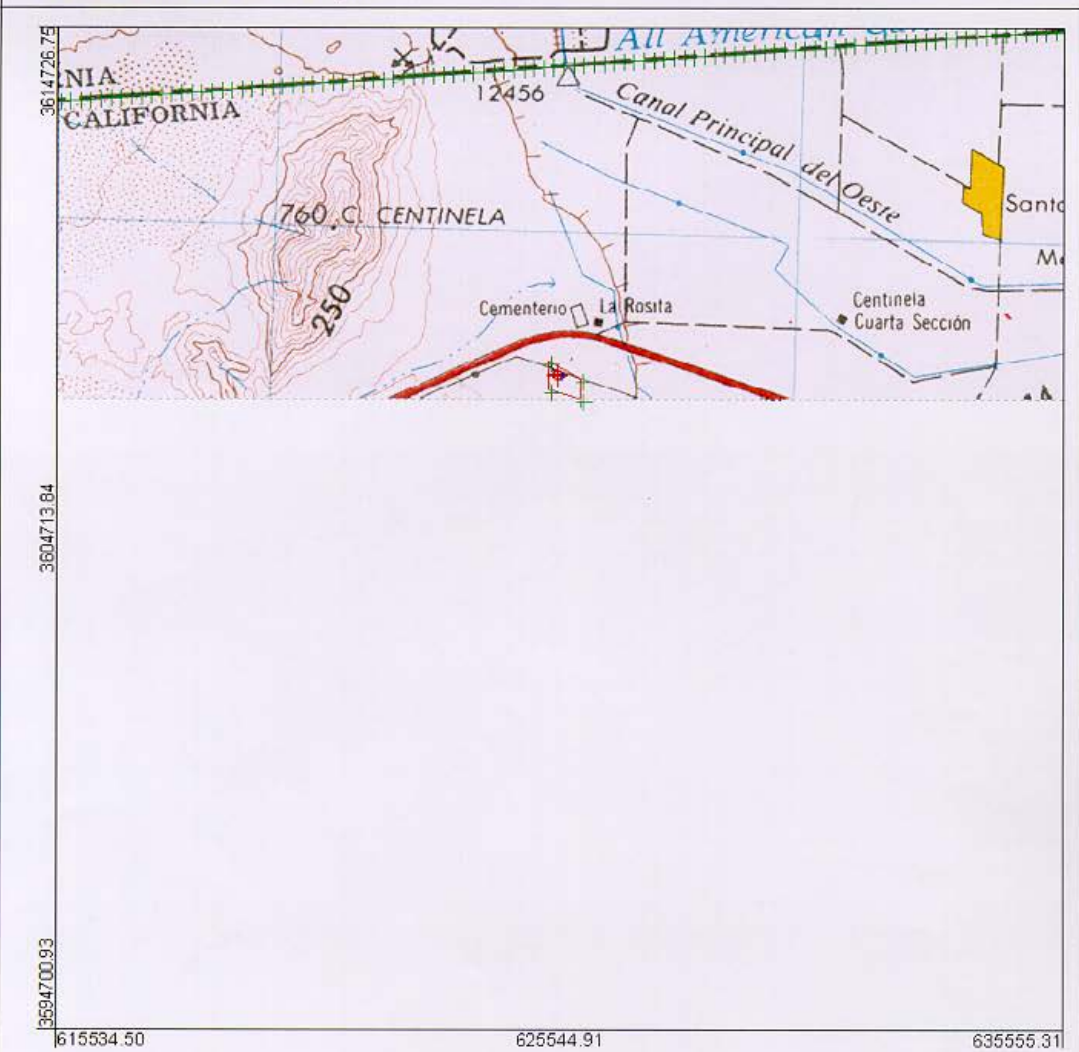 3614726.75
All American
NIA
CALIFORNIA
12456
Canal Principal del Oeste
760 C. CENTINELA
250
Cementerio
La Rosita
Centinela
Cuarta Sección
3604713.84
3594700.93
615534.50
625544.91
635555.31